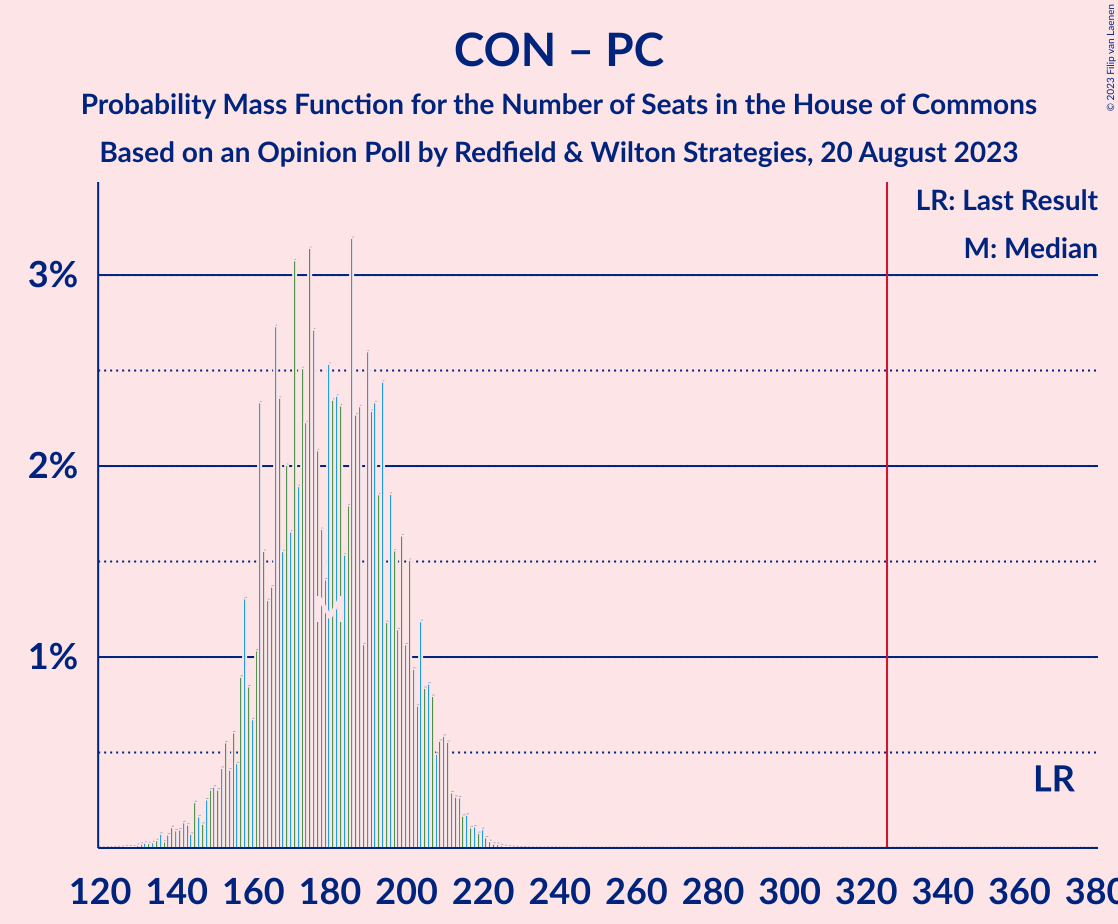 CON – PC
Probability Mass Function for the Number of Seats in the House of Commons
Based on an Opinion Poll by Redfield & Wilton Strategies, 20 August 2023
© 2023 Filip van Laenen
LR: Last Result
M: Median
3%
2%
1%
M
LR
120 140 160 180 200 220 240 260 280 300 320 340 360 380